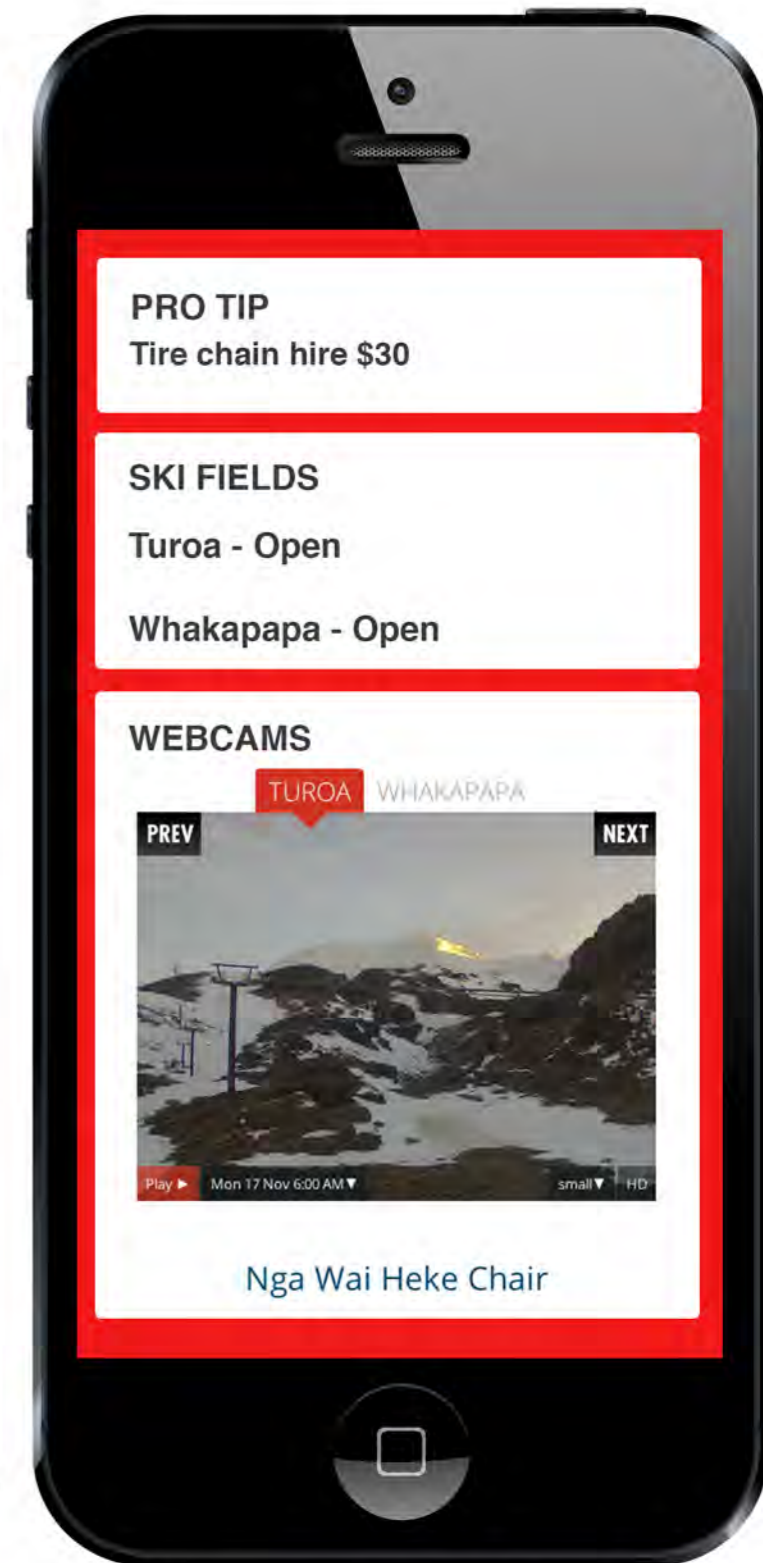 PRO TIP
Tire chain hire $30
SKI FIELDS
Turoa - Open
Whakapapa - Open
WEBCAMS
TUROA WHAKAPAPA
PREV NEXT
Play ► Mon 17 Nov 6:00 AM▼ small▼ HD
Nga Wai Heke Chair